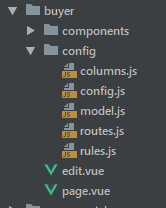 buyer
components
config
columns.js
config.js
model.js
routes.js
rules.js
edit.vue
page.vue